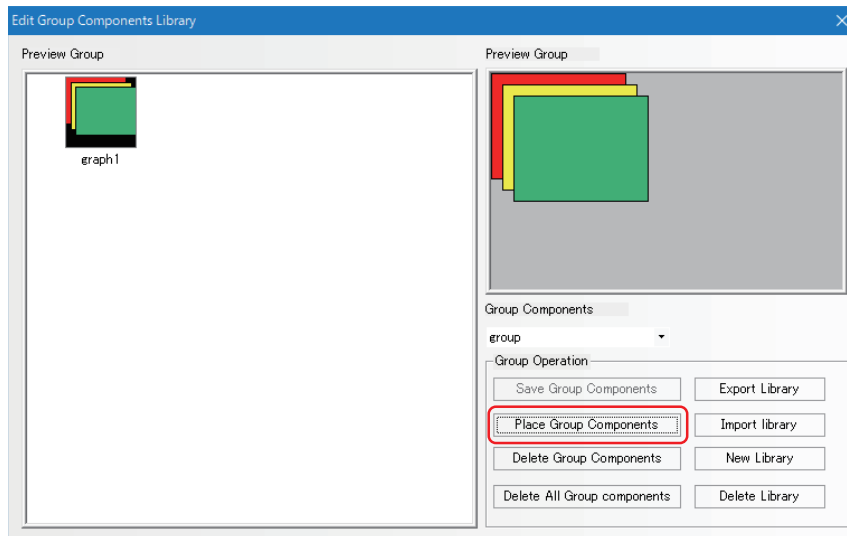 Edit Group Components Library
Preview Group
graph1
Preview Group
Group Components
group
Group Operation
Save Group Components
Export Library
Place Group Components
Import library
Delete Group Components
New Library
Delete All Group components
Delete Library